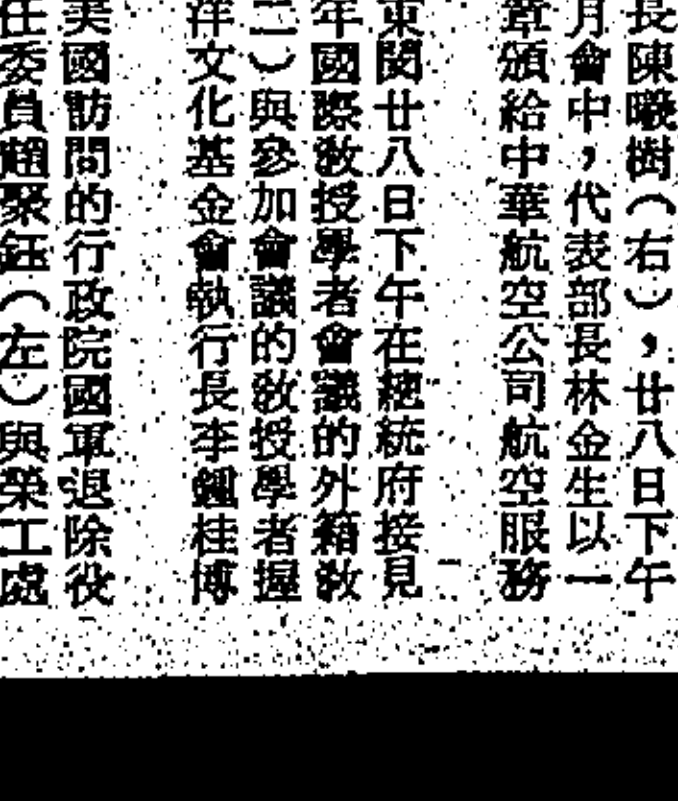 長陳曒樹（右），廿八日下午
月會中，代表部長林金生以一
章頒給中華航空公司航空服務
東閔廿八日下午在總統府接見
年國際敎授學者會議的外籍敎
二）與參加會議的敎授學者握
洋文化基金會執行長李鍾桂博
美國訪問的行政院國軍退除役
任委員趙聚鈺（左）與榮工處